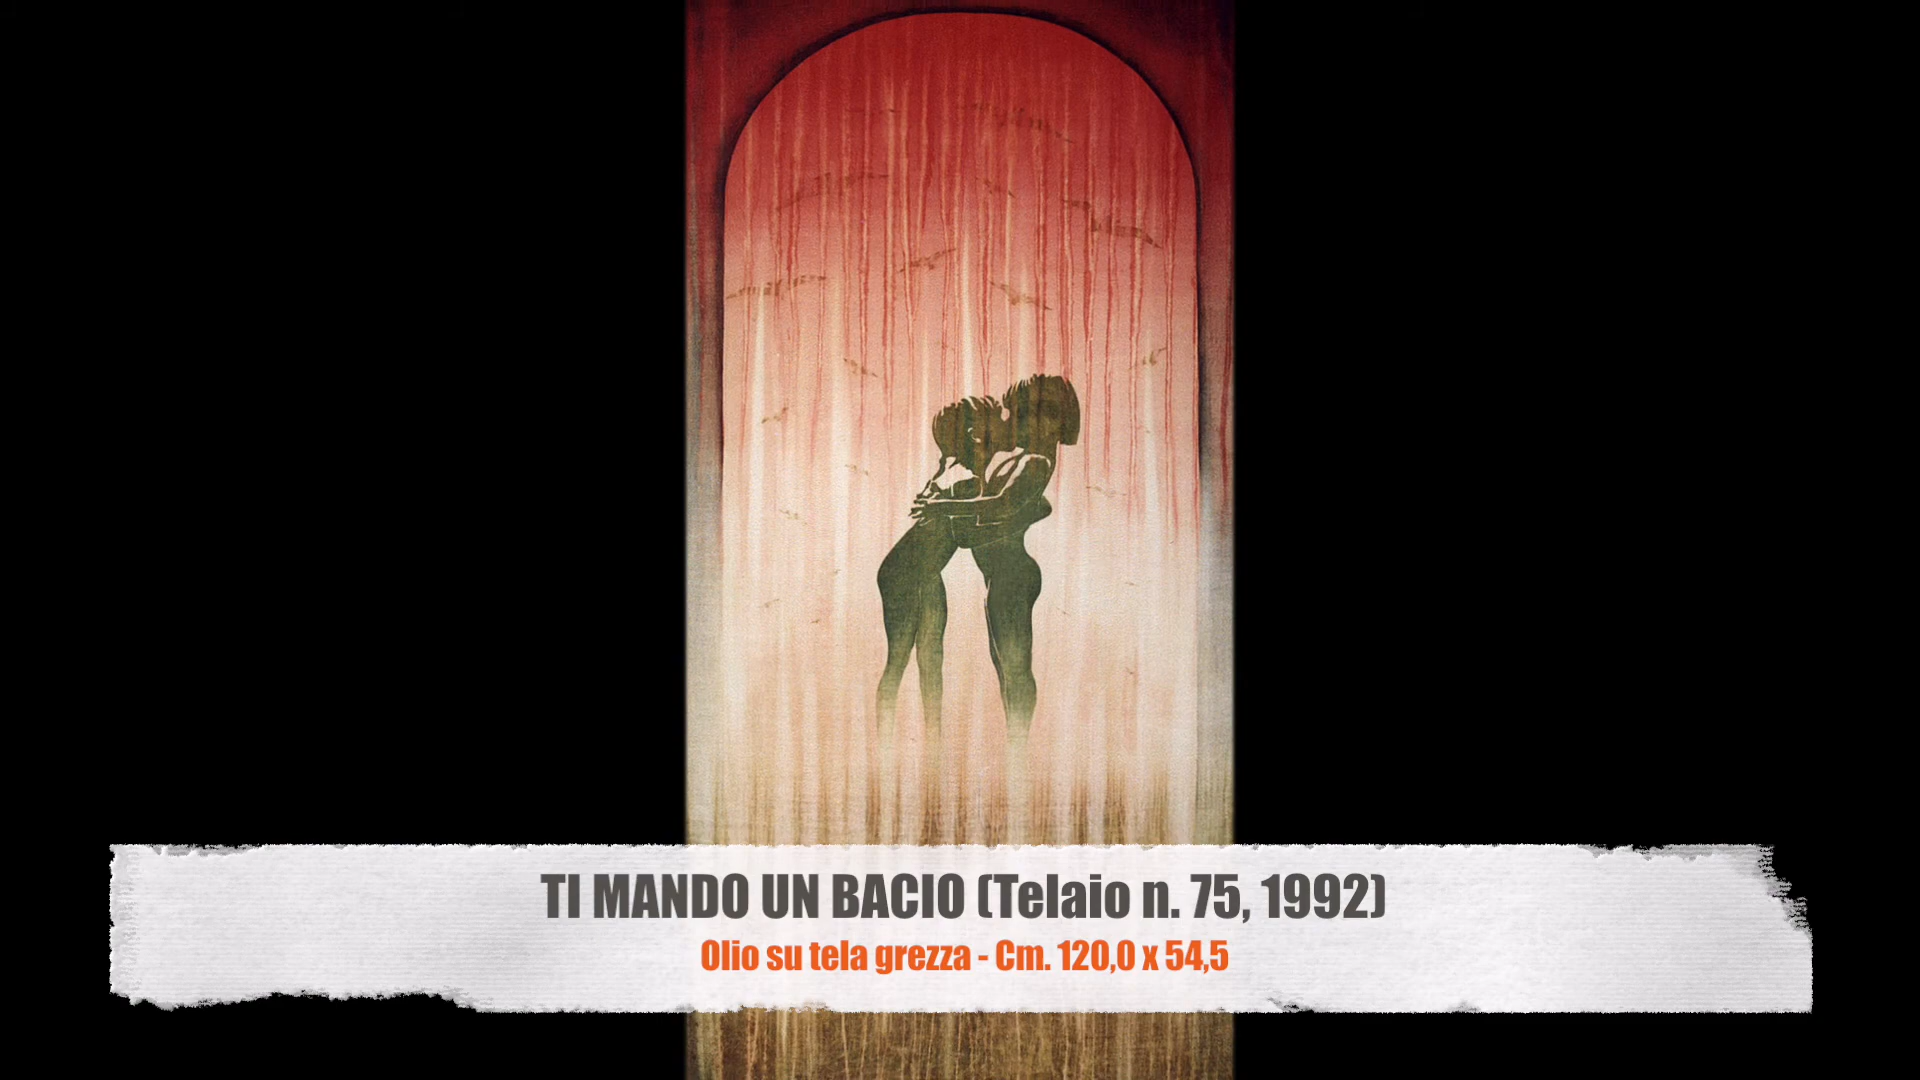 TI MANDO UN BACIO (Telaio n. 75, 1992)
Olio su tela grezza - Cm. 120,0 x 54,5